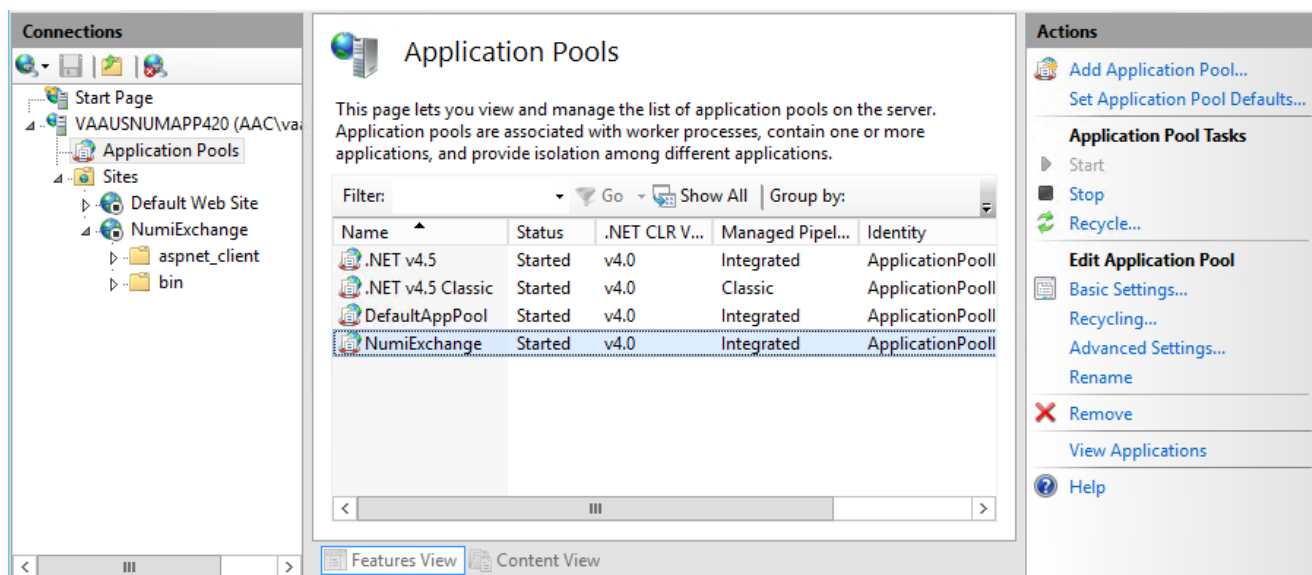 Connections
Start Page
VAAUSNUMAPP420 (AAC\vaa
Application Pools
Sites
Default Web Site
NumiExchange
aspnet_client
bin
Application Pools
This page lets you view and manage the list of application pools on the server.
Application pools are associated with worker processes, contain one or more
applications, and provide isolation among different applications.
Filter: Go Show All Group by:
Name Status .NET CLR V... Managed Pipel... Identity
.NET v4.5 Started v4.0 Integrated ApplicationPoolI
.NET v4.5 Classic Started v4.0 Classic ApplicationPoolI
DefaultAppPool Started v4.0 Integrated ApplicationPoolI
NumiExchange Started v4.0 Integrated ApplicationPoolI
Features View Content View
Actions
Add Application Pool...
Set Application Pool Defaults...
Application Pool Tasks
Start
Stop
Recycle...
Edit Application Pool
Basic Settings...
Recycling...
Advanced Settings...
Rename
Remove
View Applications
Help